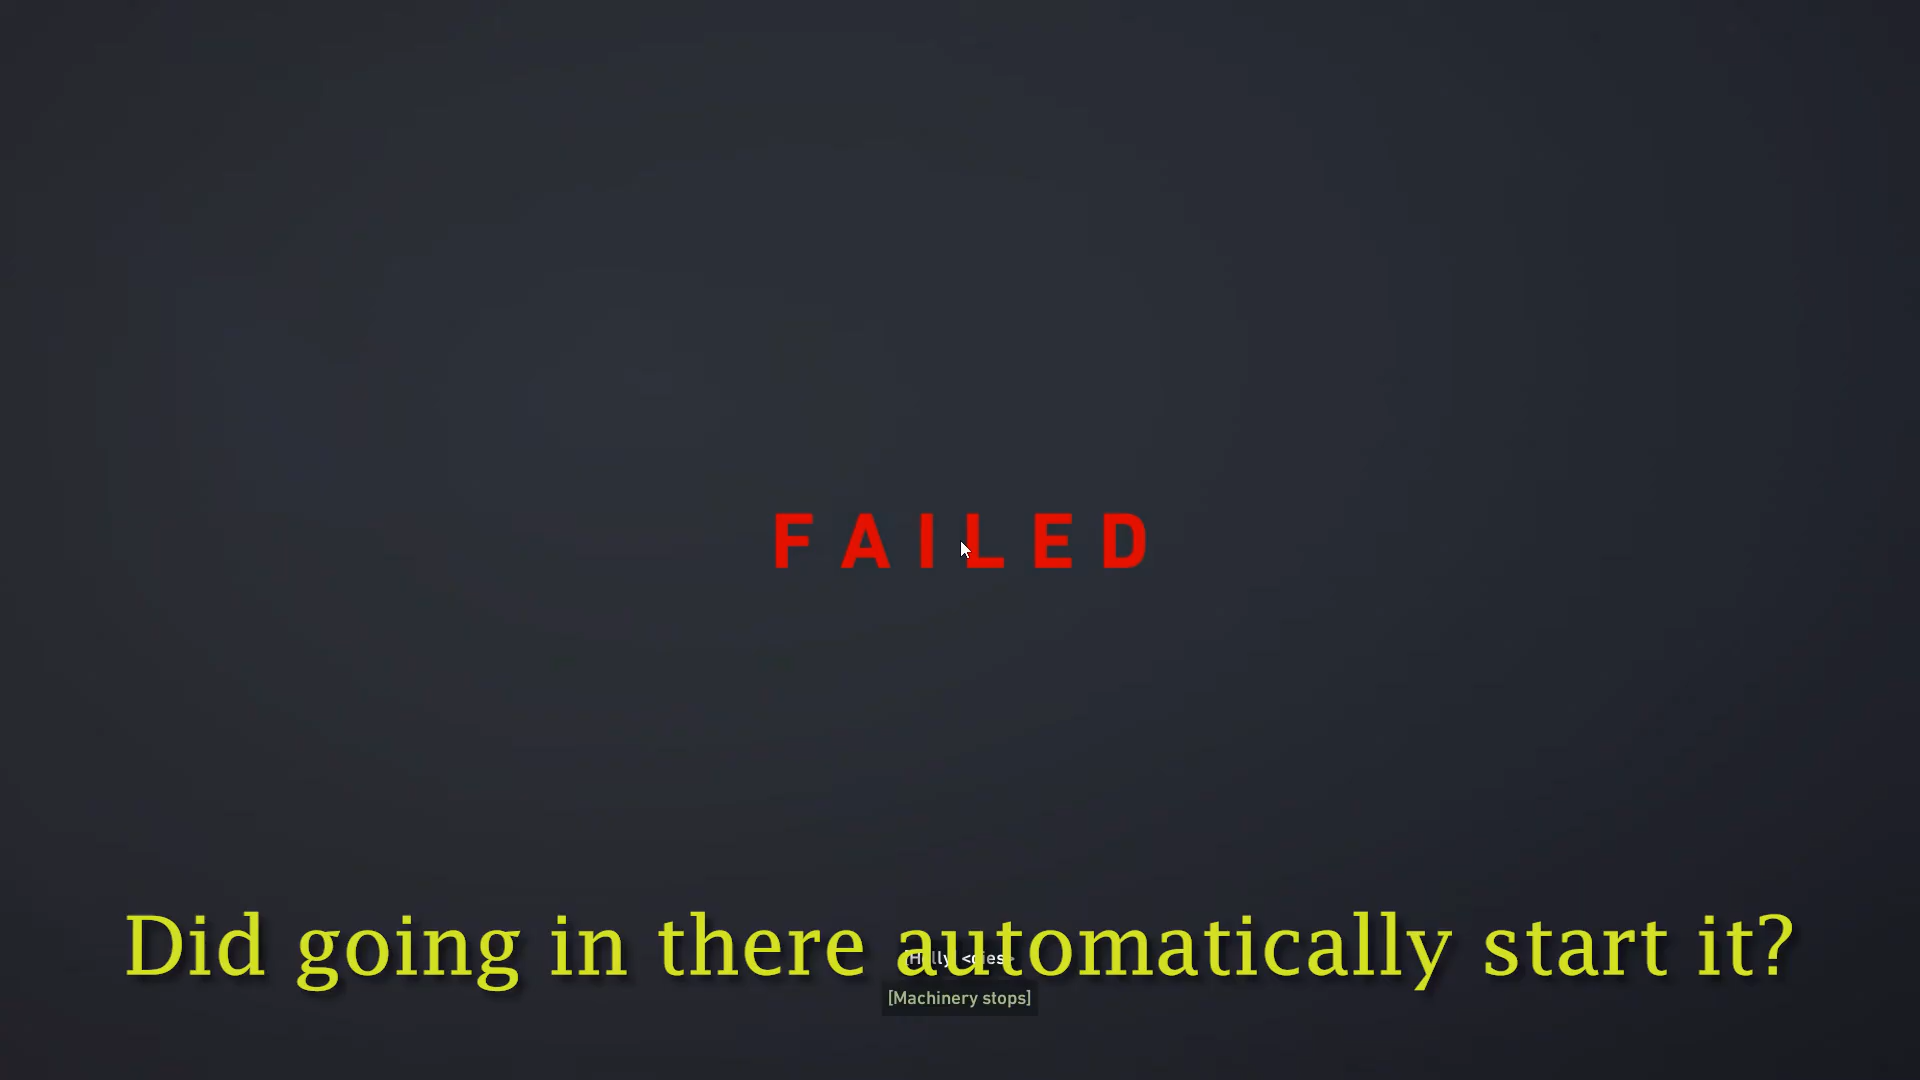 FAILED
Did going in there automatically start it?
[Machinery stops]